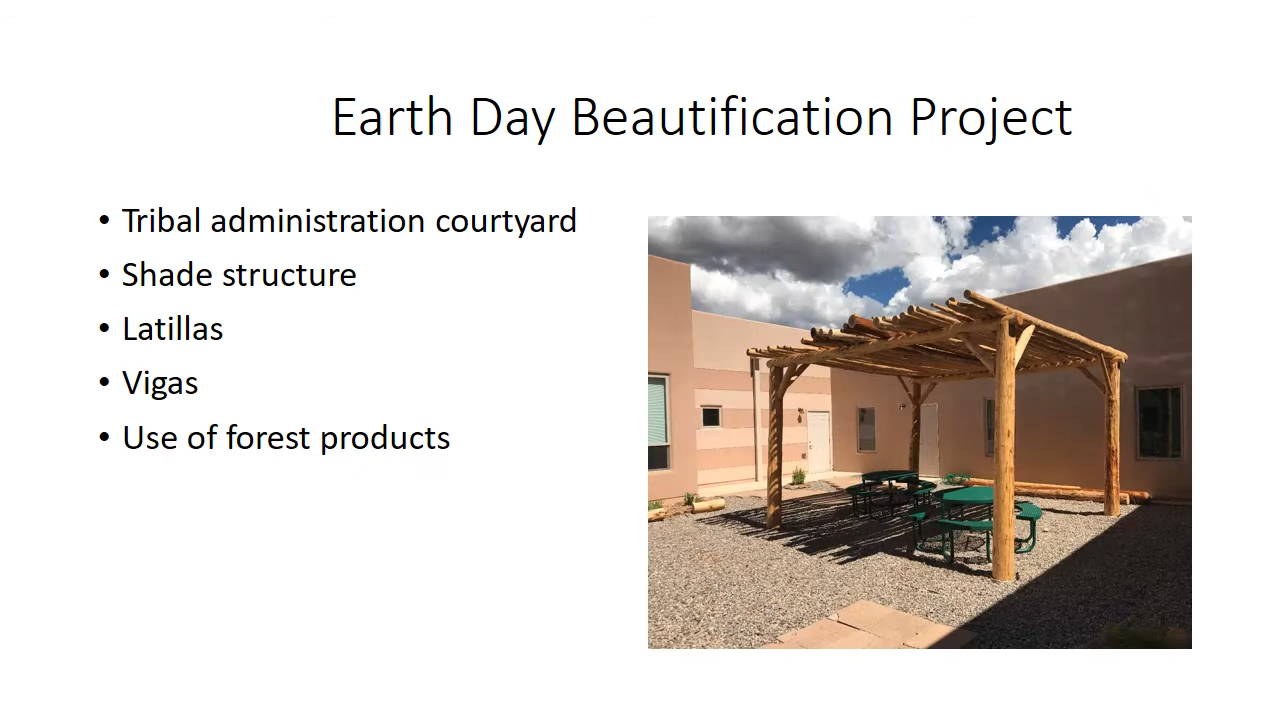 Earth Day Beautification Project
• Tribal administration courtyard
• Shade structure
• Latillas
• Vigas
• Use of forest products